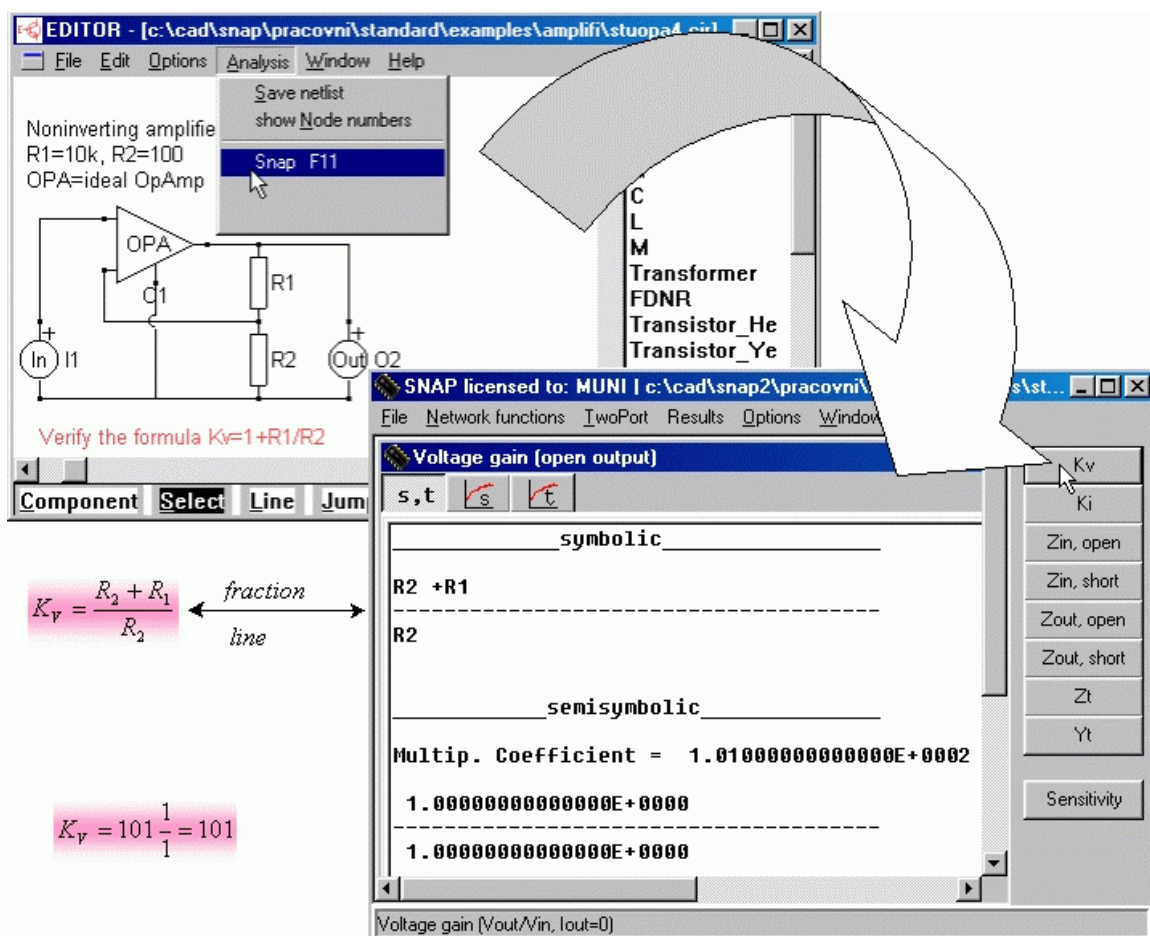 EDITOR - [c:\cad\snap\pracovni\standard\examples\amplifi\stuopa4.cir]
File Edit Options Analysis Window Help
Save netlist
show Node numbers
Snap F11
Noninverting amplifie
R1=10k, R2=100
OPA=ideal OpAmp
OPA
O1
R1
R2
In
I1
Out
O2
+
+
Verify the formula Kv=1+R1/R2
C
L
M
Transformer
FDNR
Transistor_He
Transistor_Ye
Component Select Line Jum
SNAP licensed to: MUNI | c:\cad\snap2\pracovni\ s\st...
File Network functions TwoPort Results Options Window
Voltage gain (open output)
s,t s t
symbolic
R2 +R1
R2
semisymbolic
Multip. Coefficient = 1.01000000000000E+0002
1.00000000000000E+0000
1.00000000000000E+0000
Voltage gain (Vout/Vin, Iout=0)
Kv
Ki
Zin, open
Zin, short
Zout, open
Zout, short
Zt
Yt
Sensitivity
K_V = (R_2 + R_1) / R_2
fraction
line
K_V = 101 1/1 = 101